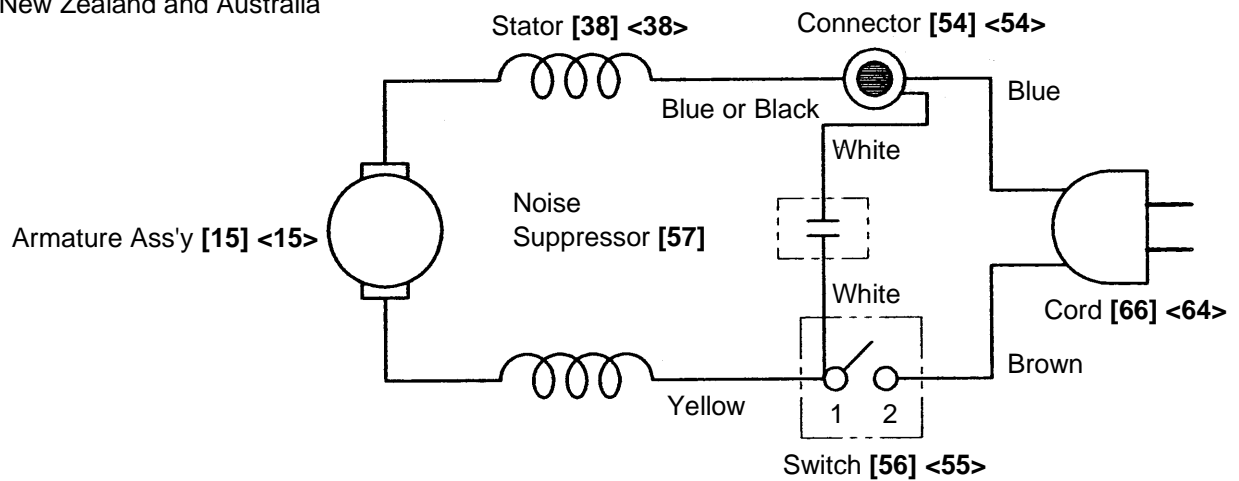 New Zealand and Australia
Stator [38] <38>
Connector [54] <54>
Blue or Black
Blue
White
Noise
Suppressor [57]
Armature Ass'y [15] <15>
White
Cord [66] <64>
Brown
Yellow
1 2
Switch [56] <55>